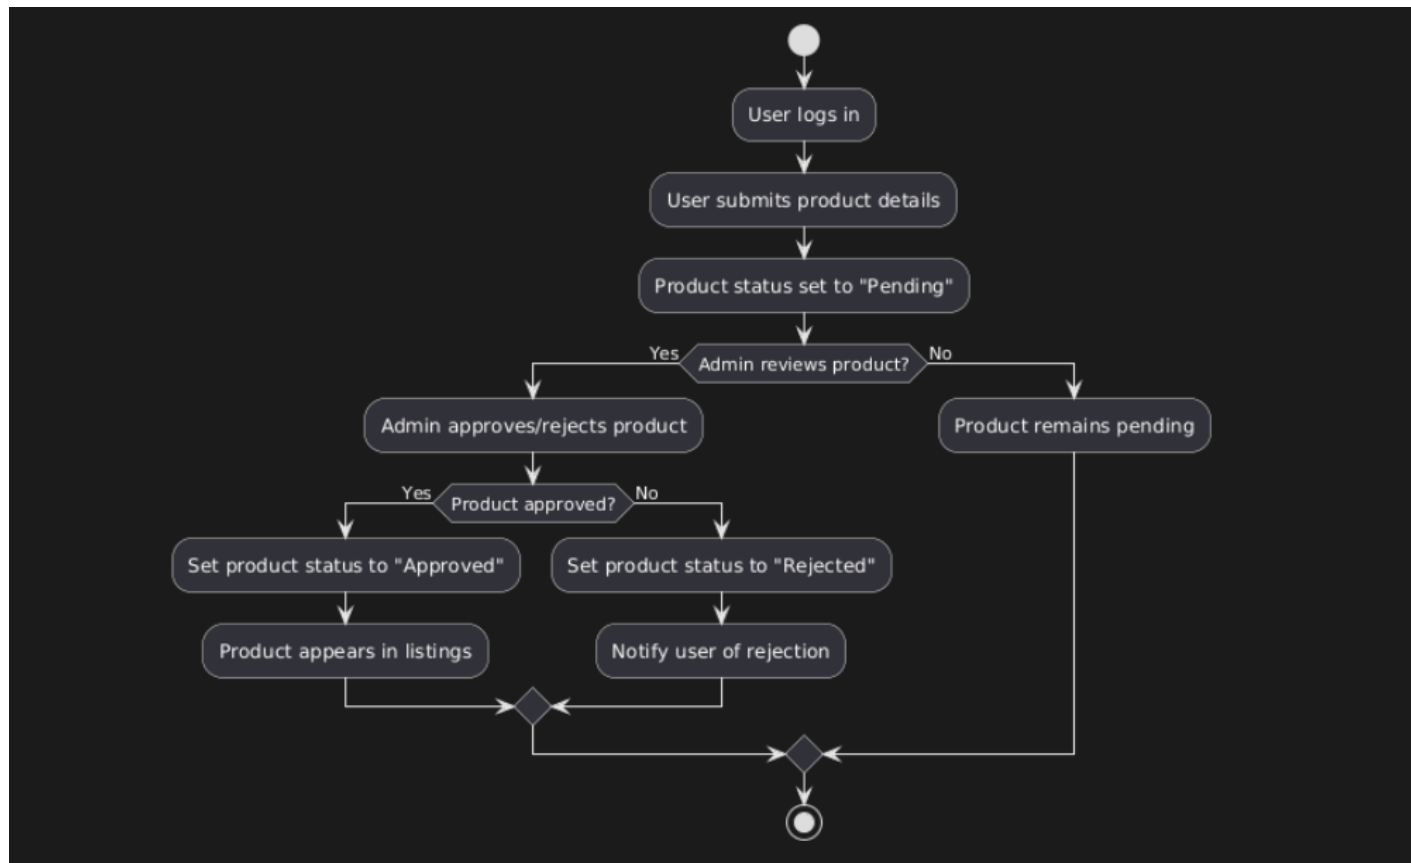 User logs in
User submits product details
Product status set to "Pending"
Yes
Admin reviews product?
No
Admin approves/rejects product
Product remains pending
Yes
Product approved?
No
Set product status to "Approved"
Set product status to "Rejected"
Product appears in listings
Notify user of rejection